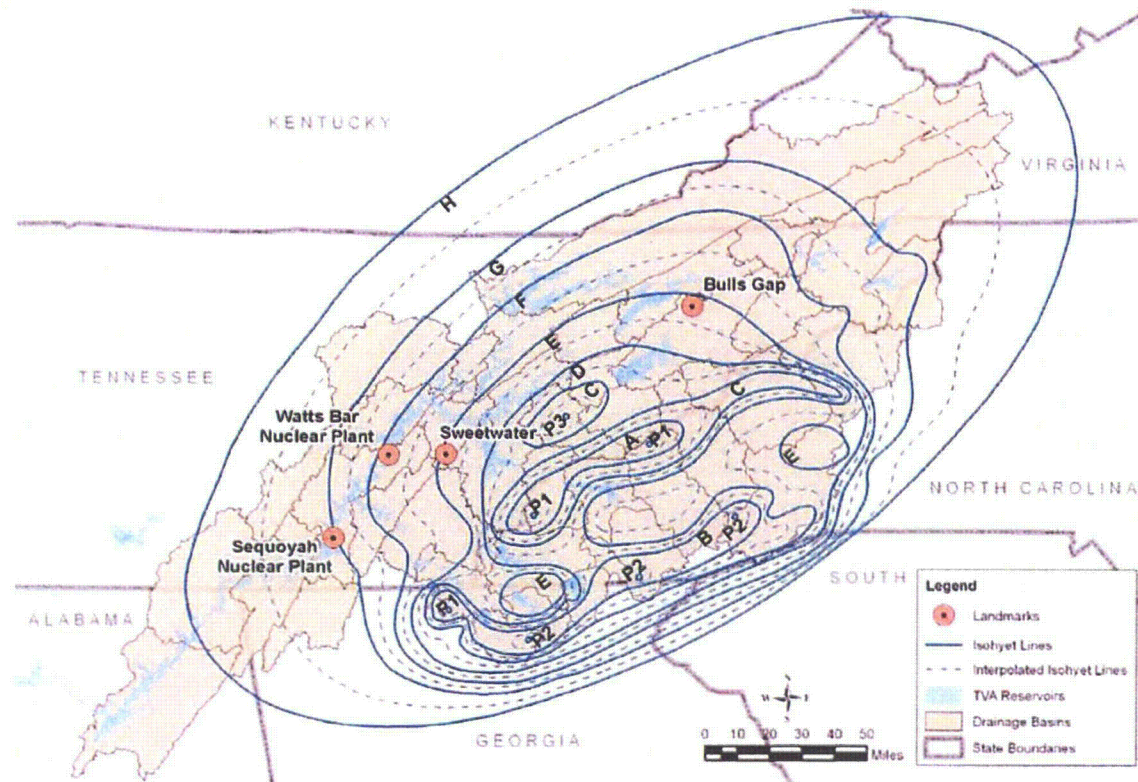 KENTUCKY
VIRGINIA
H
G
F
Bulls Gap
E
TENNESSEE
D
C
C
P3
Watts Bar
Nuclear Plant
Sweetwater
A
P1
E
NORTH CAROLINA
P1
B
P2
Sequoyah
Nuclear Plant
P2
E
SOUTH
ALABAMA
P2
GEORGIA
W
S
0 5 10 20 30 40 50
Miles
Legend
Landmarks
Isohyet Lines
Interpolated Isohyet Lines
TVA Reservoirs
Drainage Basins
State Boundaries